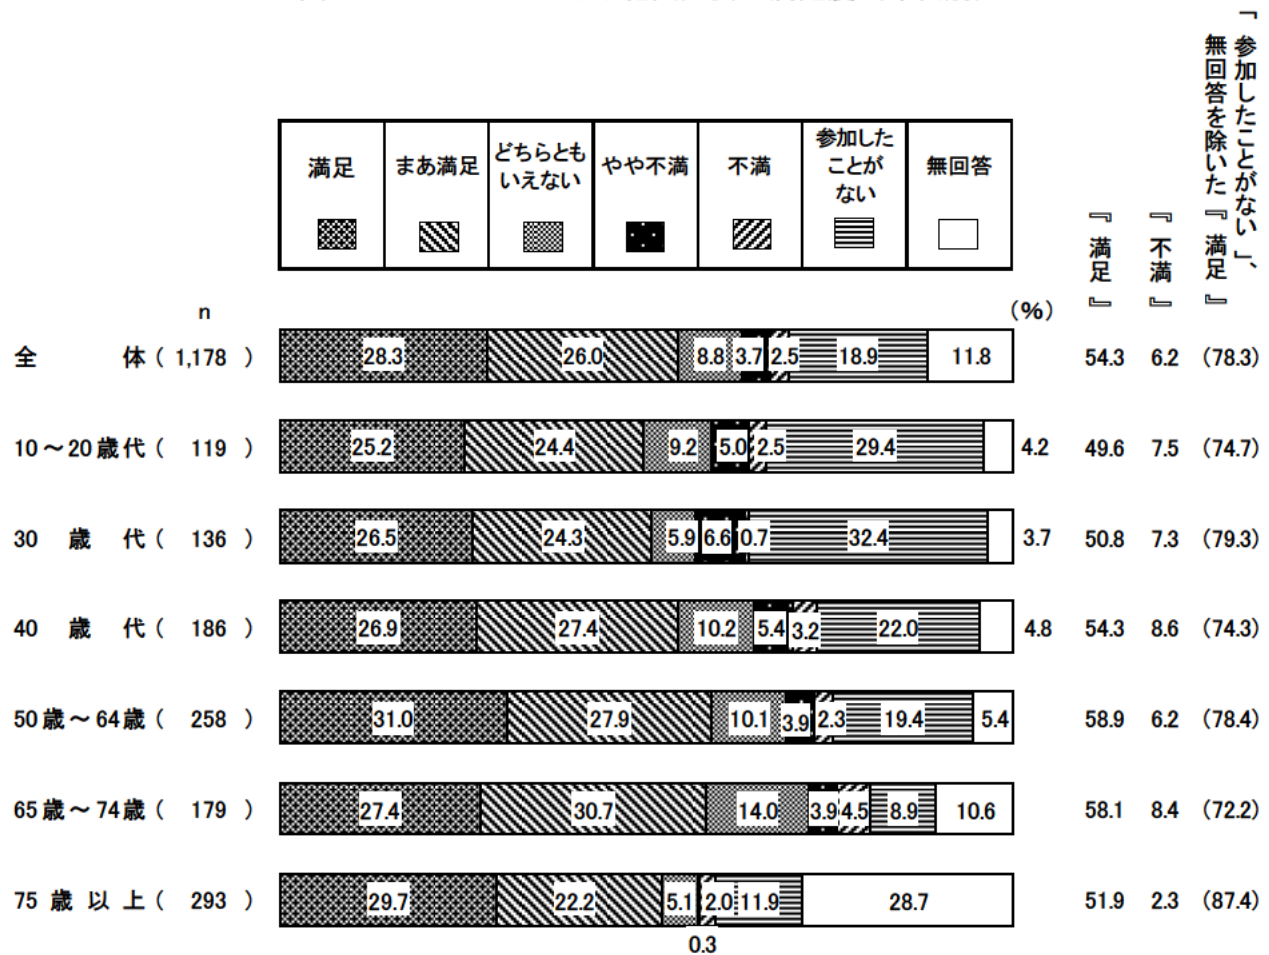 「参加したことがない」、
無回答を除いた『満足』
『満足』
『不満』
満足
まあ満足
どちらとも
いえない
やや不満
不満
参加した
ことが
ない
無回答
n
(%)
全体( 1,178 ) 28.3 26.0 8.8 3.7 2.5 18.9 11.8 54.3 6.2 (78.3)
10～20歳代( 119 ) 25.2 24.4 9.2 5.0 2.5 29.4 4.2 49.6 7.5 (74.7)
30歳代( 136 ) 26.5 24.3 5.9 6.6 0.7 32.4 3.7 50.8 7.3 (79.3)
40歳代( 186 ) 26.9 27.4 10.2 5.4 3.2 22.0 4.8 54.3 8.6 (74.3)
50歳～64歳( 258 ) 31.0 27.9 10.1 3.9 2.3 19.4 5.4 58.9 6.2 (78.4)
65歳～74歳( 179 ) 27.4 30.7 14.0 3.9 4.5 8.9 10.6 58.1 8.4 (72.2)
75歳以上( 293 ) 29.7 22.2 5.1 2.0 11.9 28.7 51.9 2.3 (87.4)
0.3